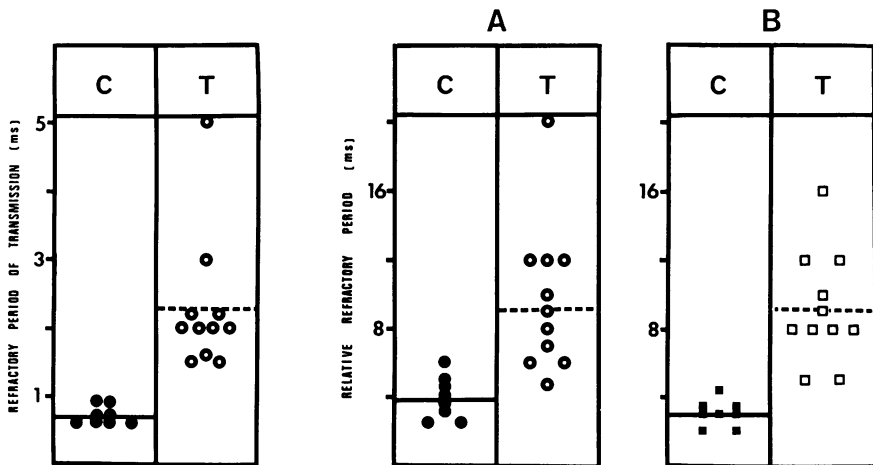 A
B
C
T
C
T
C
T
REFRACTORY PERIOD OF TRANSMISSION (ms)
5
3
1
RELATIVE REFRACTORY PERIOD (ms)
16
8
16
8